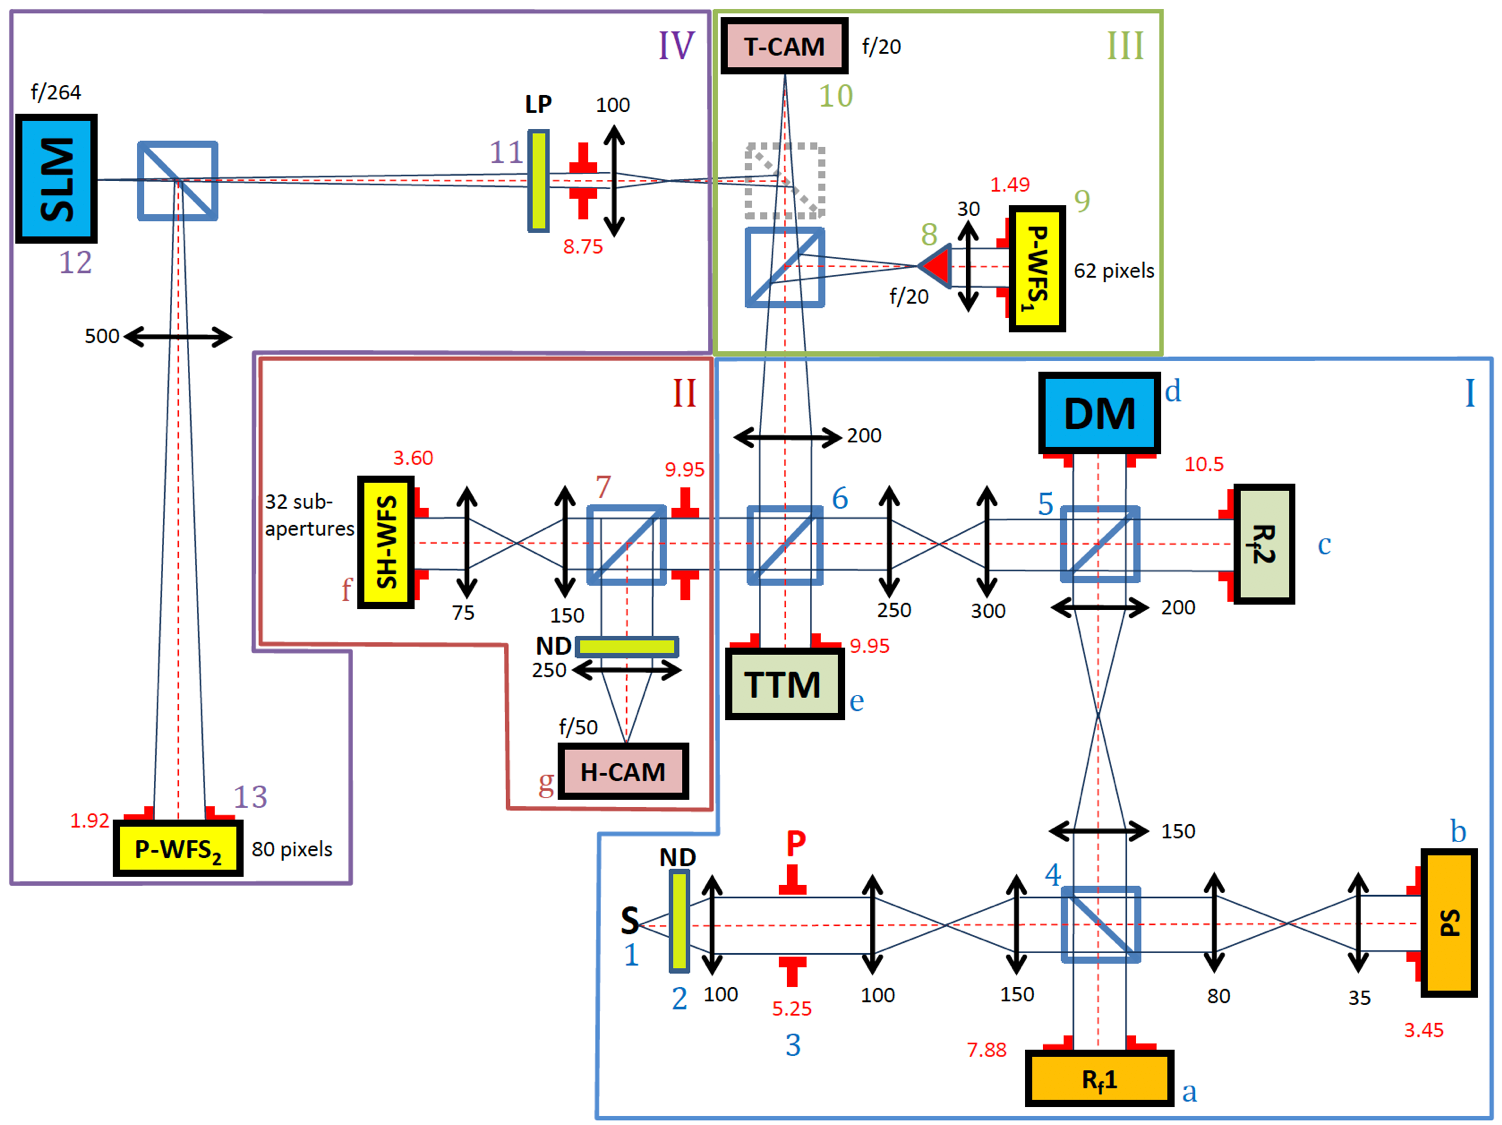 IV
f/264
SLM
12
LP
100
11
8.75
500
1.92
13
P-WFS2
80 pixels
T-CAM
f/20
III
10
1.49
9
30
8
f/20
P-WFS1
62 pixels
II
3.60
9.95
7
32 sub-
apertures
SH-WFS
f
75
150
ND
250
f/50
g
H-CAM
I
DM
d
200
10.5
6
5
Rf2
c
250
300
200
9.95
TTM
e
150
ND
P
4
b
S
1
2
100
5.25
3
100
150
80
35
PS
3.45
7.88
Rf1
a